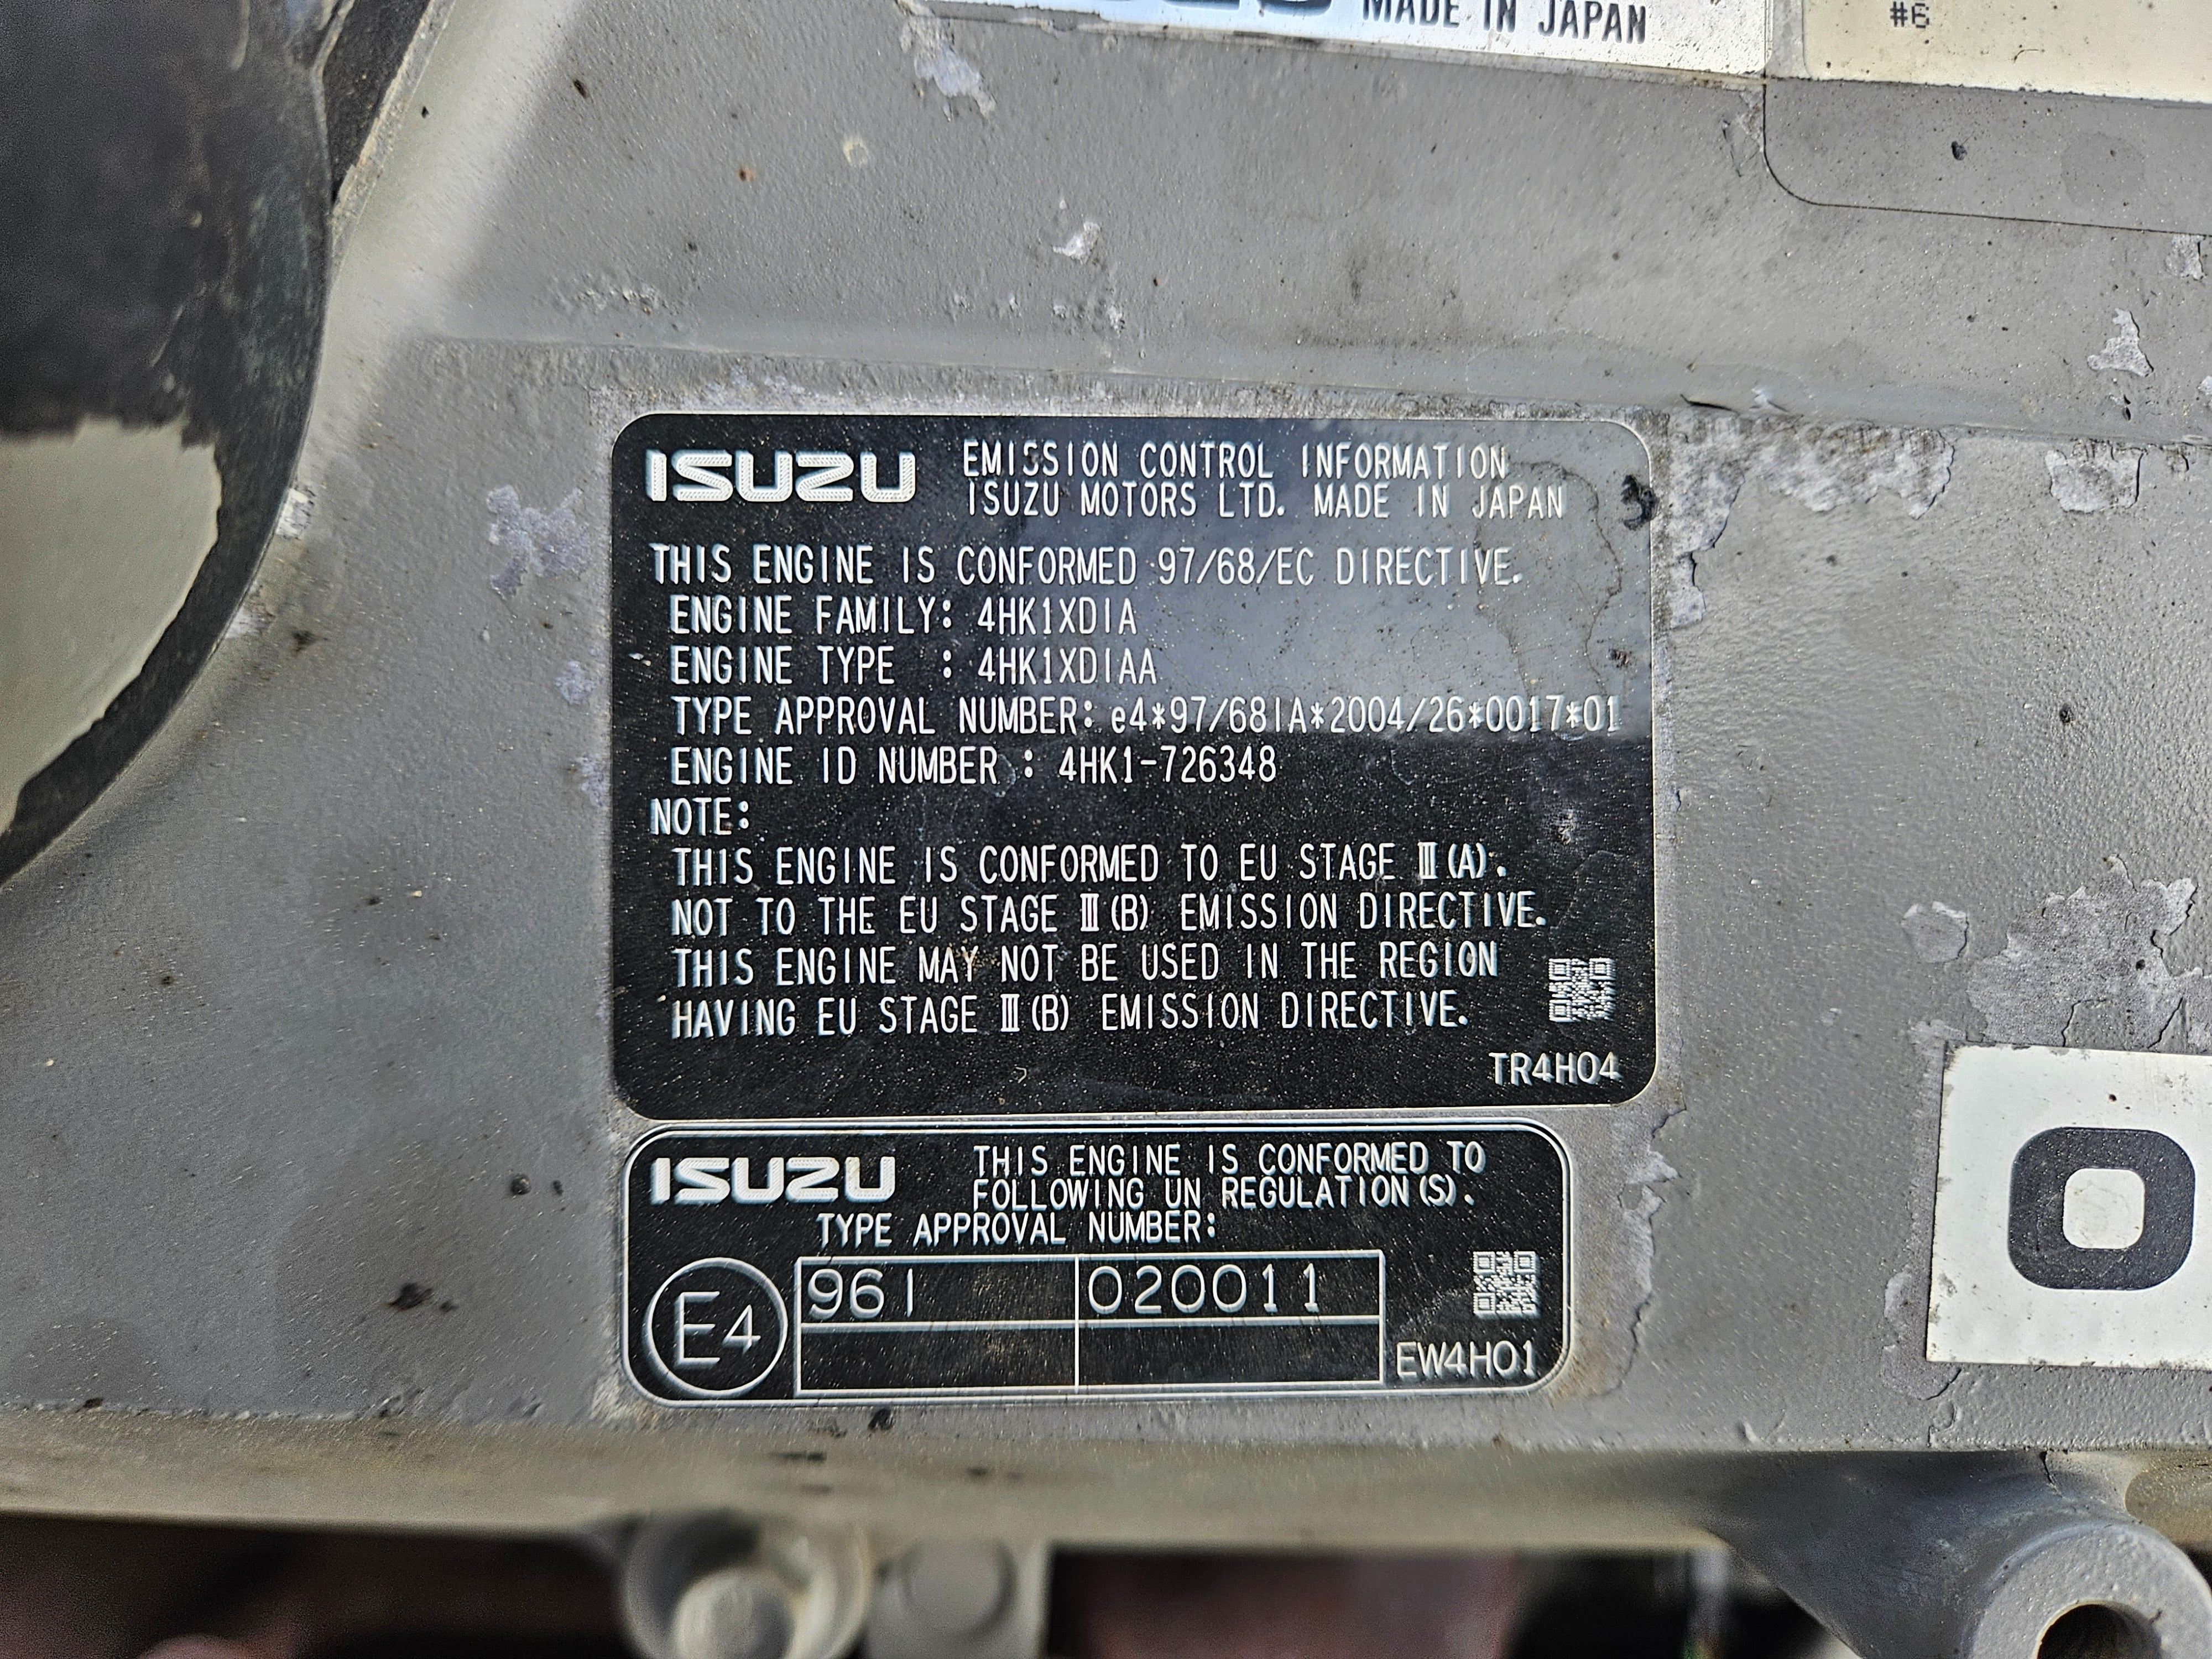 MADE IN JAPAN
#6
ISUZU EMISSION CONTROL INFORMATION
ISUZU MOTORS LTD. MADE IN JAPAN
THIS ENGINE IS CONFORMED 97/68/EC DIRECTIVE.
ENGINE FAMILY: 4HK1XDIA
ENGINE TYPE : 4HK1XDIAA
TYPE APPROVAL NUMBER: e4*97/68IA*2004/26*0017*01
ENGINE ID NUMBER : 4HK1-726348
NOTE:
THIS ENGINE IS CONFORMED TO EU STAGE Ⅲ(A).
NOT TO THE EU STAGE Ⅲ(B) EMISSION DIRECTIVE.
THIS ENGINE MAY NOT BE USED IN THE REGION
HAVING EU STAGE Ⅲ(B) EMISSION DIRECTIVE.
TR4H04
ISUZU THIS ENGINE IS CONFORMED TO
FOLLOWING UN REGULATION(S).
TYPE APPROVAL NUMBER:
E4 96I 020011
EW4H01
O